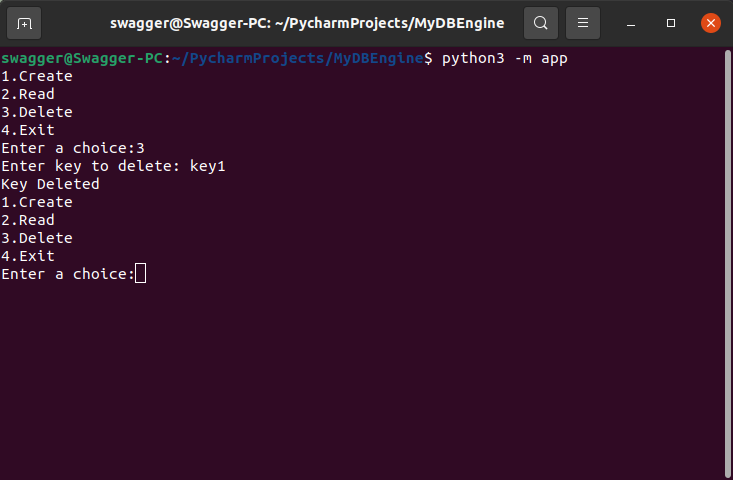 swagger@Swagger-PC: ~/PycharmProjects/MyDBEngine
swagger@Swagger-PC:~/PycharmProjects/MyDBEngine$ python3 -m app
1.Create
2.Read
3.Delete
4.Exit
Enter a choice:3
Enter key to delete: key1
Key Deleted
1.Create
2.Read
3.Delete
4.Exit
Enter a choice: